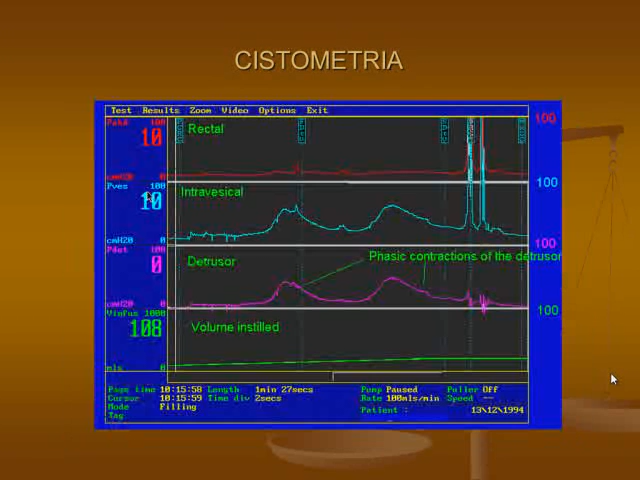 CISTOMETRIA
Test Results Zoom Video Options Exit
Pabd 100
10
cmH2O 0
Rectal
100
Pves 100
10
cmH2O 0
Intravesical
100
Pdet 100
0
cmH2O 0
Detrusor
Phasic contractions of the detrusor
100
VinFus 1000
108
mls 0
Volume instilled
100
Page time 10:15:58 Length 1min 27secs Pump Paused Puller Off
Cursor 10:15:59 Time div 2secs Rate 100mls/min Speed --
Mode Filling Patient : 13\12\1994
Tag